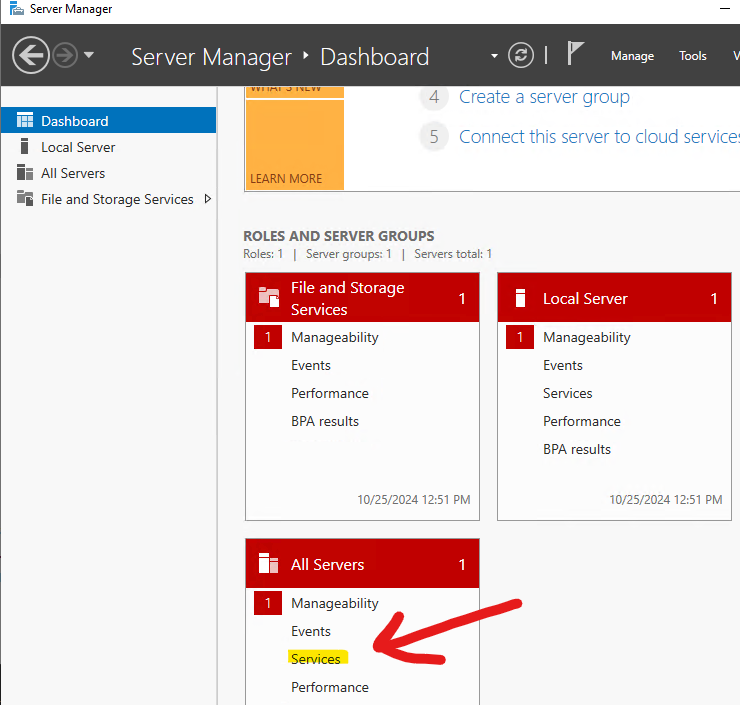 Server Manager
Server Manager ‣ Dashboard
Manage
Tools
Dashboard
Local Server
All Servers
File and Storage Services
WHAT'S NEW
LEARN MORE
4 Create a server group
5 Connect this server to cloud services
ROLES AND SERVER GROUPS
Roles: 1 | Server groups: 1 | Servers total: 1
File and Storage
Services
1
1 Manageability
Events
Performance
BPA results
10/25/2024 12:51 PM
Local Server 1
1 Manageability
Events
Services
Performance
BPA results
10/25/2024 12:51 PM
All Servers 1
1 Manageability
Events
Services
Performance